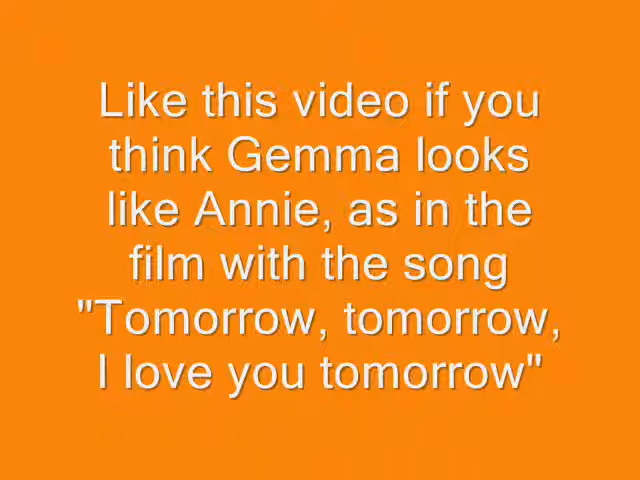 Like this video if you
think Gemma looks
like Annie, as in the
film with the song
"Tomorrow, tomorrow,
I love you tomorrow"